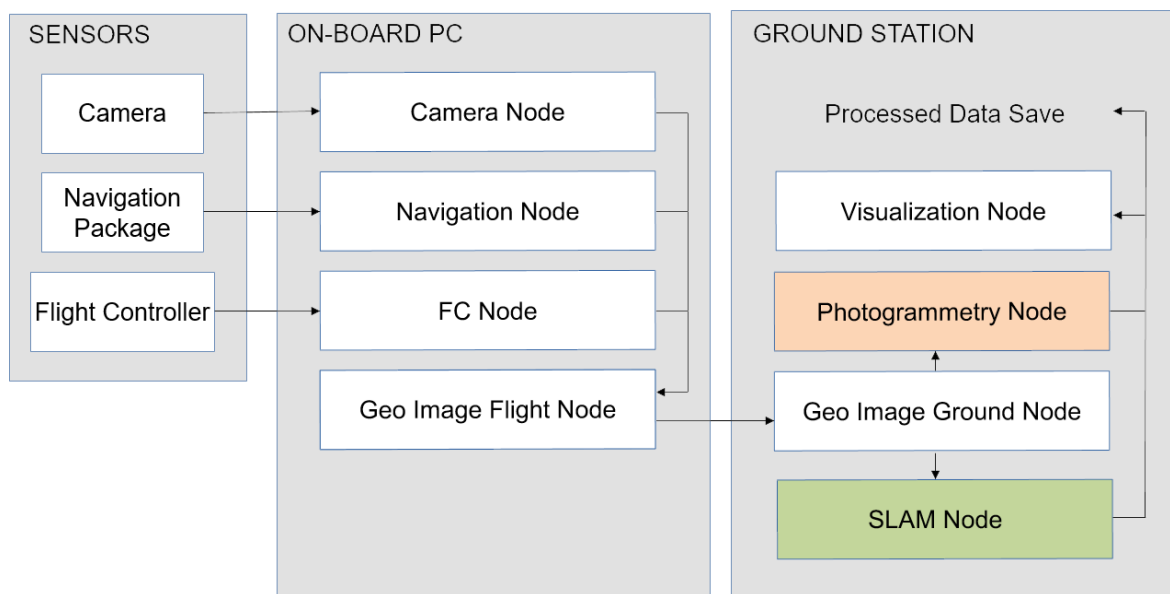 SENSORS
Camera
Navigation
Package
Flight Controller
ON-BOARD PC
Camera Node
Navigation Node
FC Node
Geo Image Flight Node
GROUND STATION
Processed Data Save
Visualization Node
Photogrammetry Node
Geo Image Ground Node
SLAM Node